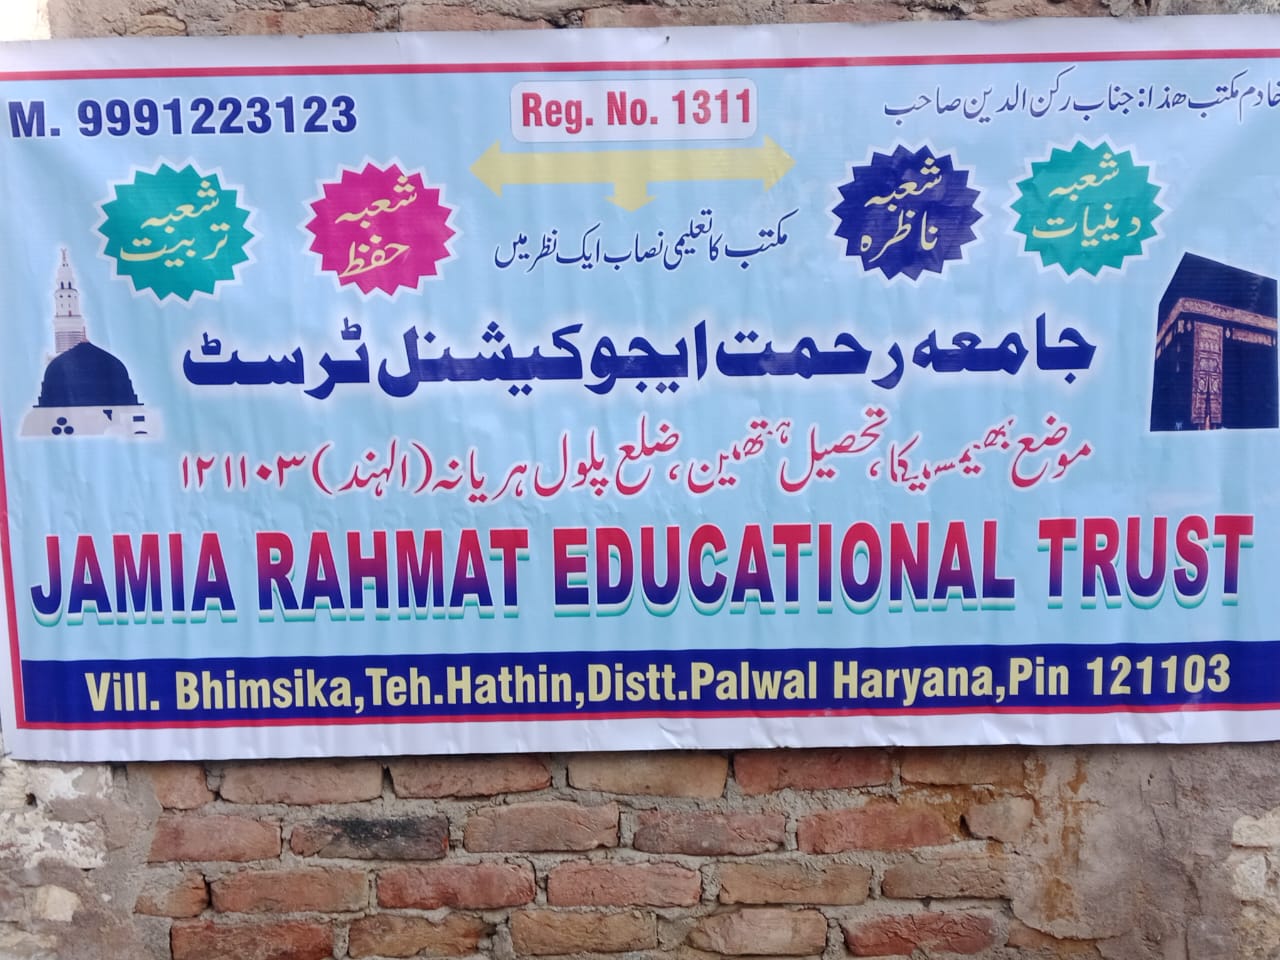 M. 9991223123
Reg. No. 1311
خادم مکتب ھذا: جناب رکن الدین صاحب
شعبہ دینیات
شعبہ ناظرہ
شعبہ حفظ
شعبہ تربیت
مکتب کا تعلیمی نصاب ایک نظر میں
جامعہ رحمت ایجوکیشنل ٹرسٹ
موضع بھیمسیکا، تحصیل ہتھین، ضلع پلول ہریانہ (الہند) ۱۲۱۱۰۳
JAMIA RAHMAT EDUCATIONAL TRUST
Vill. Bhimsika,Teh.Hathin,Distt.Palwal Haryana,Pin 121103